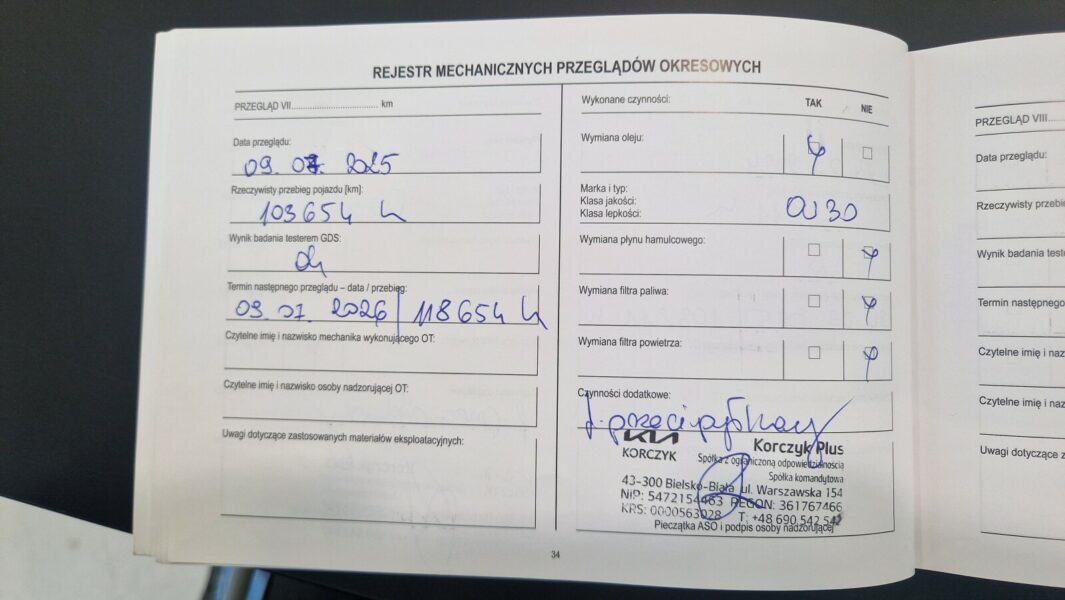 REJESTR MECHANICZNYCH PRZEGLĄDÓW OKRESOWYCH
PRZEGLĄD VII.................................. km
Data przeglądu:
09. 07. 2025
Rzeczywisty przebieg pojazdu [km]:
103654 k
Wynik badania testerem GDS:
Ok
Termin następnego przeglądu – data / przebieg:
09. 07. 2026 118654 k
Czytelne imię i nazwisko mechanika wykonującego OT:
Czytelne imię i nazwisko osoby nadzorującej OT:
Uwagi dotyczące zastosowanych materiałów eksploatacyjnych:
Wykonane czynności: TAK NIE
Wymiana oleju:
Marka i typ:
Klasa jakości:
Klasa lepkości:
0W30
Wymiana płynu hamulcowego:
Wymiana filtra paliwa:
Wymiana filtra powietrza:
Czynności dodatkowe:
f. przeciwpyłkowy
KIA
KORCZYK
Korczyk Plus
Spółka z ograniczoną odpowiedzialnością
Spółka komandytowa
43-300 Bielsko-Biała ul. Warszawska 154
NIP: 5472154463 REGON: 361767466
KRS: 0000563028 T: +48 690 542 542
Pieczątka ASO i podpis osoby nadzorującej
34
PRZEGLĄD VIII.....
Data przeglądu:
Rzeczywisty
Wynik badania
Termin następnego
Czytelne imię i
Czytelne imię i
Uwagi dotyczące